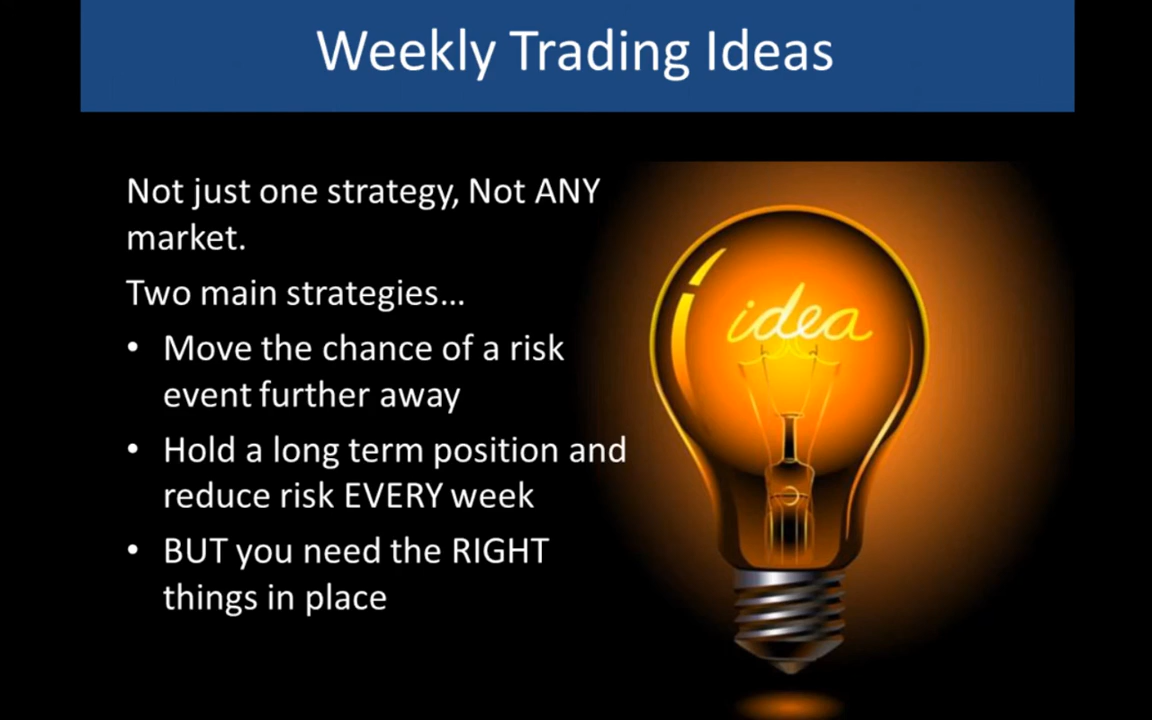 Weekly Trading Ideas
Not just one strategy, Not ANY
market.
Two main strategies...
• Move the chance of a risk
event further away
• Hold a long term position and
reduce risk EVERY week
• BUT you need the RIGHT
things in place
idea